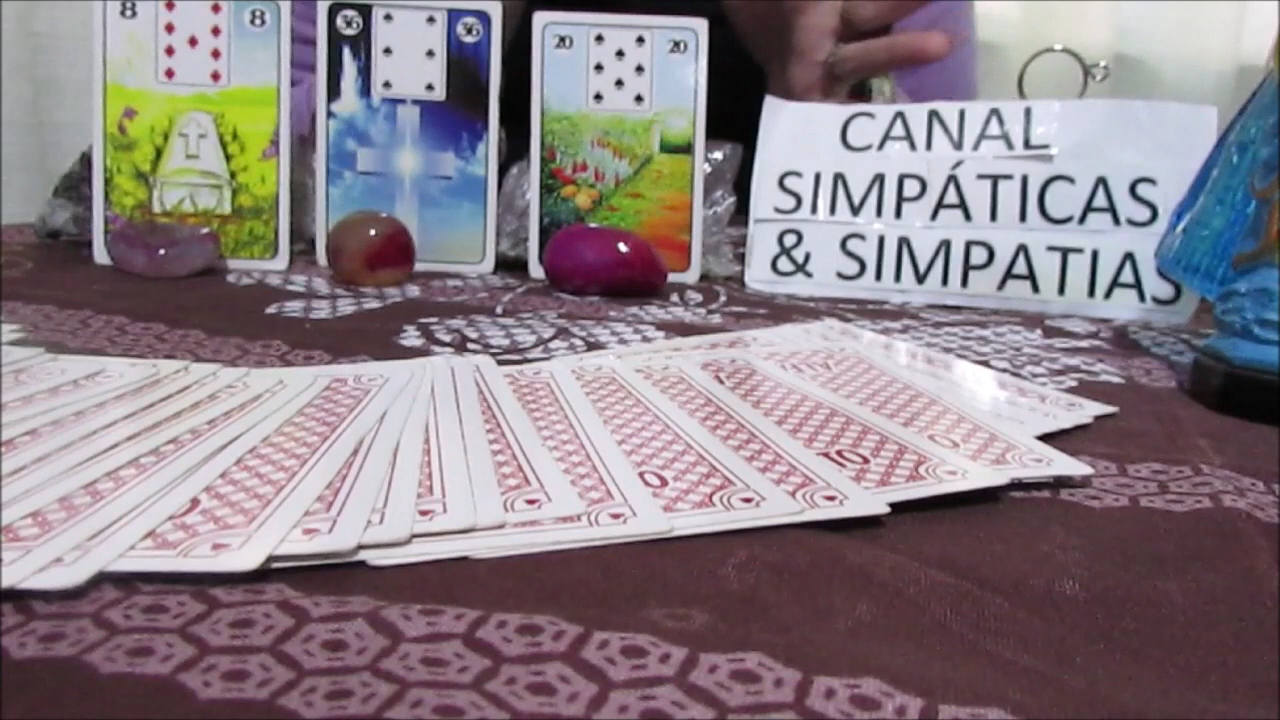 8 8
36 36
20 20
CANAL
SIMPÁTICAS
& SIMPATIAS